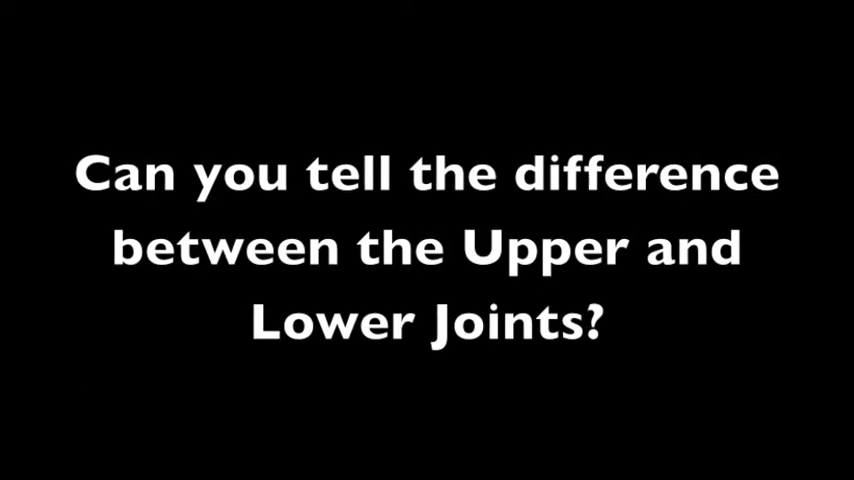 Can you tell the difference
between the Upper and
Lower Joints?